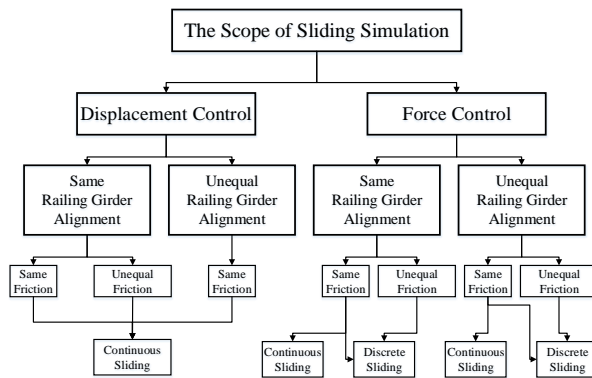 The Scope of Sliding Simulation
Displacement Control
Force Control
Same
Railing Girder
Alignment
Unequal
Railing Girder
Alignment
Same
Railing Girder
Alignment
Unequal
Railing Girder
Alignment
Same
Friction
Unequal
Friction
Same
Friction
Same
Friction
Unequal
Friction
Same
Friction
Unequal
Friction
Continuous
Sliding
Continuous
Sliding
Discrete
Sliding
Continuous
Sliding
Discrete
Sliding